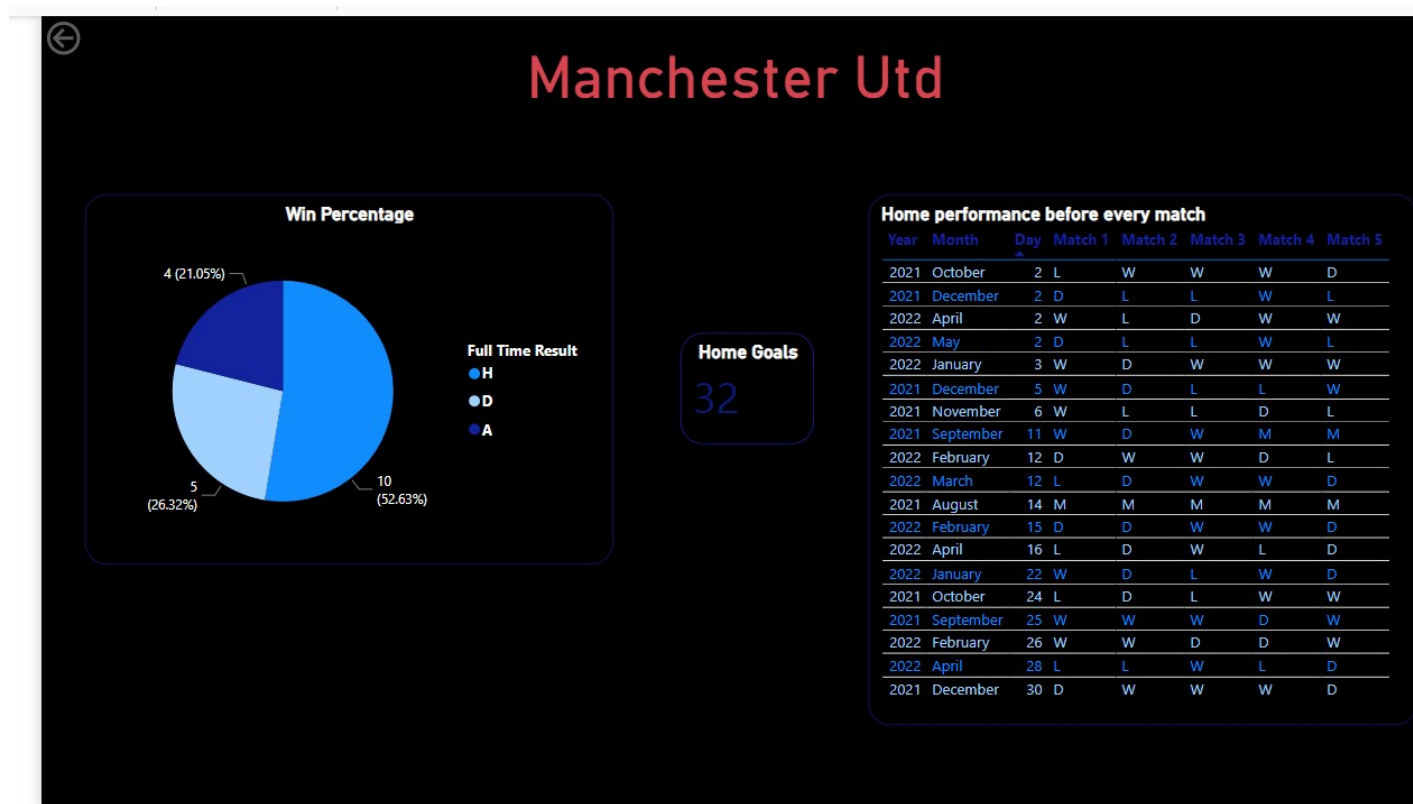 Manchester Utd
Win Percentage
4 (21.05%)
5
(26.32%)
10
(52.63%)
Full Time Result
H
D
A
Home Goals
32
Home performance before every match
Year Month Day Match 1 Match 2 Match 3 Match 4 Match 5
2021 October 2 L W W W D
2021 December 2 D L L W L
2022 April 2 W L D W W
2022 May 2 D L L W L
2022 January 3 W D W W W
2021 December 5 W D L L W
2021 November 6 W L L D L
2021 September 11 W D W M M
2022 February 12 D W W D L
2022 March 12 L D W W D
2021 August 14 M M M M M
2022 February 15 D D W W D
2022 April 16 L D W L D
2022 January 22 W D L W D
2021 October 24 L D L W W
2021 September 25 W W W D W
2022 February 26 W W D D W
2022 April 28 L L W L D
2021 December 30 D W W W D